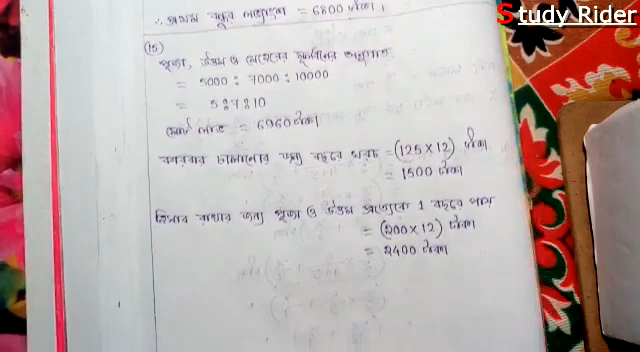 Study Rider
∴ প্রথম বন্ধুর লভ্যাংশ = 6800 টাকা।
(15)
পূজা, উত্তম ও মেহেরের মূলধনের অনুপাত
= 5000 : 7000 : 10000
= 5 : 7 : 10
মোট লাভ = 6960 টাকা
কারবার চালানোর জন্য বছরে খরচ = (125 × 12) টাকা
= 1500 টাকা
হিসাব রাখার জন্য পূজা ও উত্তম প্রত্যেকে 1 বছরে পায়
= (200 × 12) টাকা
= 2400 টাকা